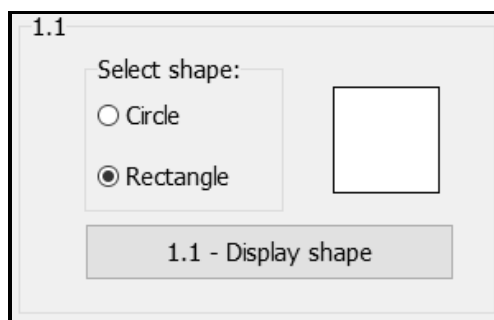 1.1
Select shape:
Circle
Rectangle
1.1 - Display shape